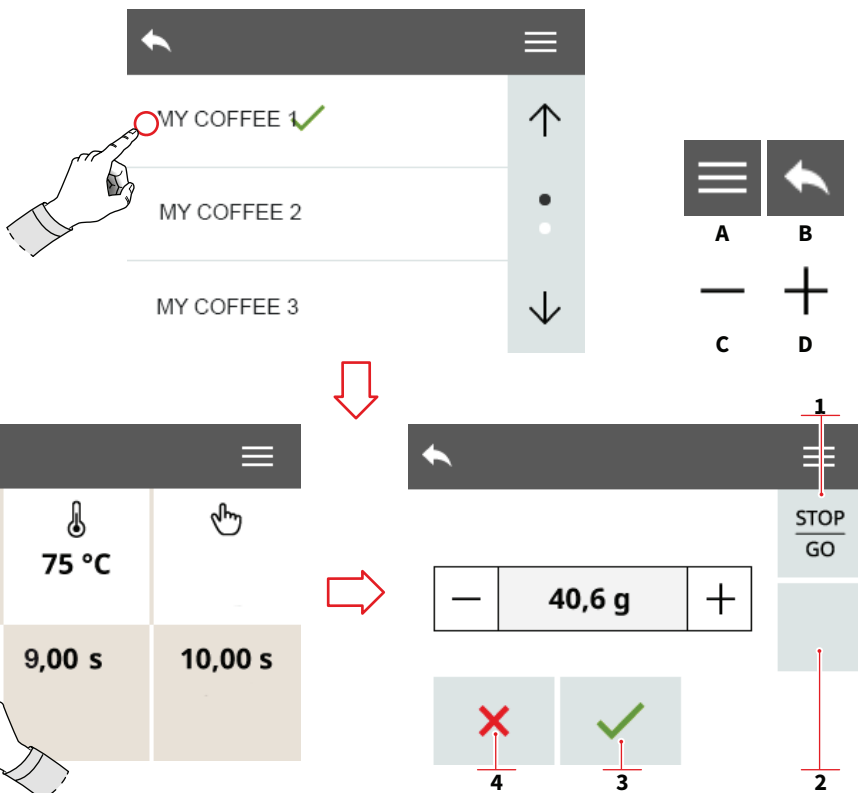 MY COFFEE 1
MY COFFEE 2
MY COFFEE 3
A B
C D
1
75 °C
9,00 s 10,00 s
STOP
GO
40,6 g
4 3 2